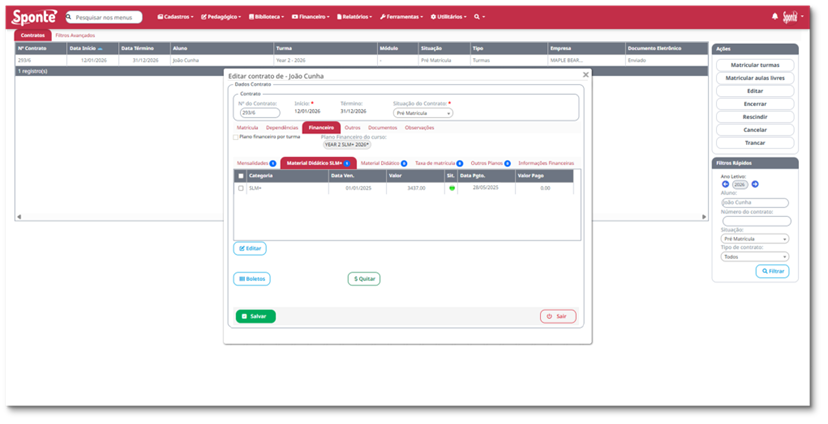 Sponte
Pesquisar nos menus
Cadastros
Pedagógico
Biblioteca
Financeiro
Relatórios
Ferramentas
Utilitários
Sponte
Contratos
Filtros Avançados
Nº Contrato Data Início Data Término Aluno Turma Módulo Situação Tipo Empresa Documento Eletrônico
293/6 12/01/2026 31/12/2026 João Cunha Year 2 - 2026 - Pré Matrícula Turmas MAPLE BEAR... Enviado
1 registro(s)
Ações
Matricular turmas
Matricular aulas livres
Editar
Encerrar
Rescindir
Cancelar
Trancar
Filtros Rápidos
Ano Letivo:
2026
Aluno:
João Cunha
Número do contrato:
Situação:
Pré Matrícula
Tipo de contrato:
Todos
Filtrar
Editar contrato de - João Cunha
Dados Contrato
Contrato
Nº do Contrato: Início: * Término: Situação do Contrato: *
293/6 12/01/2026 31/12/2026 Pré Matrícula
Matrícula Dependências Financeiro Outros Documentos Observações
Plano financeiro por turma Plano Financeiro do curso:
YEAR 2 SLM+ 2026*
Mensalidades Material Didático SLM+ Material Didático Taxa de matrícula Outros Planos Informações Financeiras
Categoria Data Ven. Valor Sit. Data Pgto. Valor Pago
SLM+ 01/01/2025 3437.00 28/05/2025 0.00
Editar
Boletos
$ Quitar
Salvar
Sair